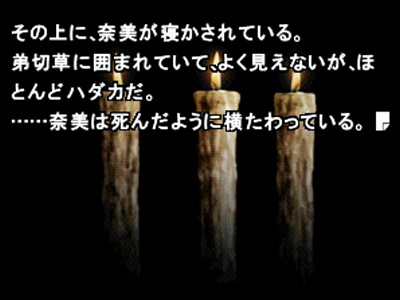 その上に、奈美が寝かされている。
弟切草に囲まれていて、よく見えないが、ほ
とんどハダカだ。
……奈美は死んだように横たわっている。